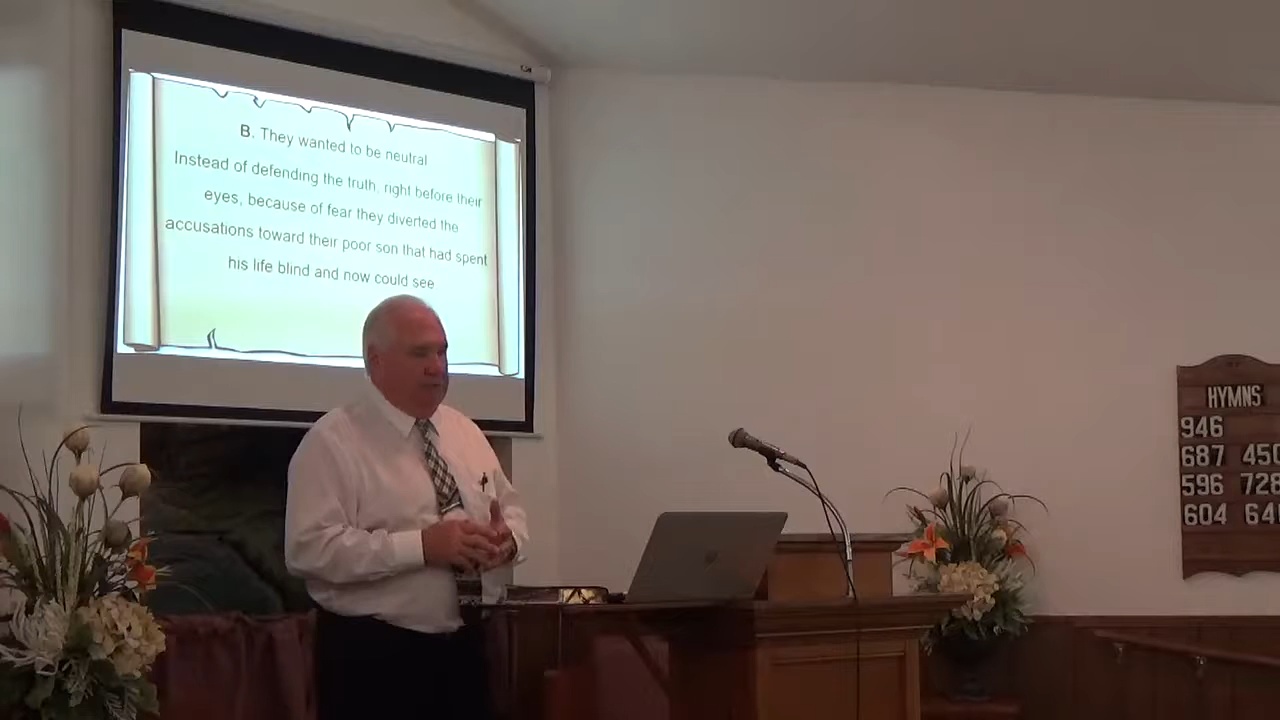 B. They wanted to be neutral
Instead of defending the truth, right before their
eyes, because of fear they diverted the
accusations toward their poor son that had spent
his life blind and now could see
HYMNS
946
687 450
596 728
604